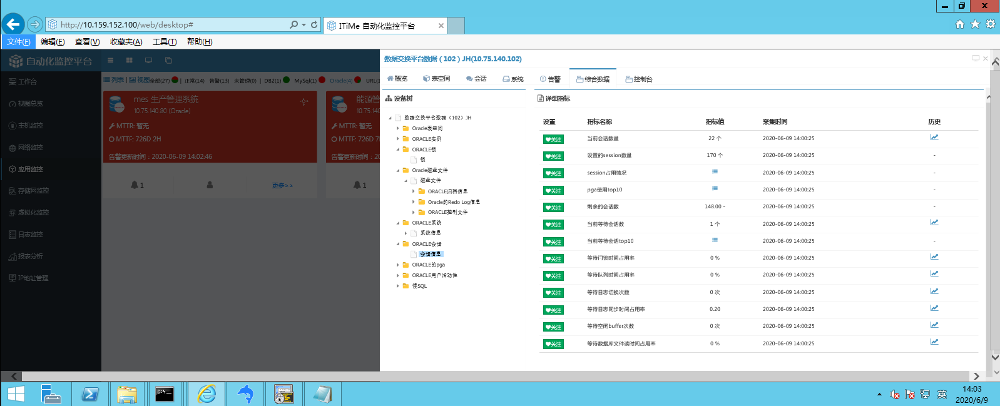 http://10.159.152.100/web/desktop#
ITiMe 自动化监控平台
文件(F) 编辑(E) 查看(V) 收藏夹(A) 工具(T) 帮助(H)
自动化监控平台
工作台
视图总览
主机监控
网络监控
应用监控
存储网监控
虚拟化监控
日志监控
报表分析
IP地址管理
列表 | 视图 全部(27) | 正常(14) 告警(13) 未管理(0) | DB2(1) MySql(1) Oracle(4) URL(1
mes 生产管理系统
10.75.140.80 (Oracle)
MTTR: 暂无
MTTF: 726D 2H
告警更新时间：2020-06-09 14:02:46
1
更多>>
能源管
10.75.140
MTTR: 暂无
MTTF: 726D 7
告警更新时间：20
1
数据交换平台数据（102）JH(10.75.140.102)
概览 表空间 会话 系统 告警 综合数据 控制台
设备树
数据交换平台数据（102）JH
Oracle表空间
ORACLE实例
ORACLE锁
锁
Oracle磁盘文件
磁盘文件
ORACLE归档信息
Oracle的Redo Log信息
ORACLE控制文件
ORACLE系统
系统信息
ORACLE会话
会话信息
ORACLE的pga
ORACLE用户活动性
慢SQL
详细指标
设置 指标名称 指标值 采集时间 历史
关注 当前会话数量 22 个 2020-06-09 14:00:25
关注 设置的session数量 170 个 2020-06-09 14:00:25 -
关注 session占用情况 2020-06-09 14:00:25 -
关注 pga使用top10 2020-06-09 14:00:25 -
关注 剩余的会话数 148.00 - 2020-06-09 14:00:25 -
关注 当前等待会话数 1 个 2020-06-09 14:00:25
关注 当前等待会话top10 2020-06-09 14:00:25 -
关注 等待闩锁时间占用率 0 % 2020-06-09 14:00:25
关注 等待队列时间占用率 0 % 2020-06-09 14:00:25
关注 等待日志切换次数 0 次 2020-06-09 14:00:25
关注 等待日志同步时间占用率 0.20 2020-06-09 14:00:25
关注 等待空闲buffer次数 0 次 2020-06-09 14:00:25
关注 等待数据库文件读时间占用率 0 % 2020-06-09 14:00:25
英
14:03
2020/6/9